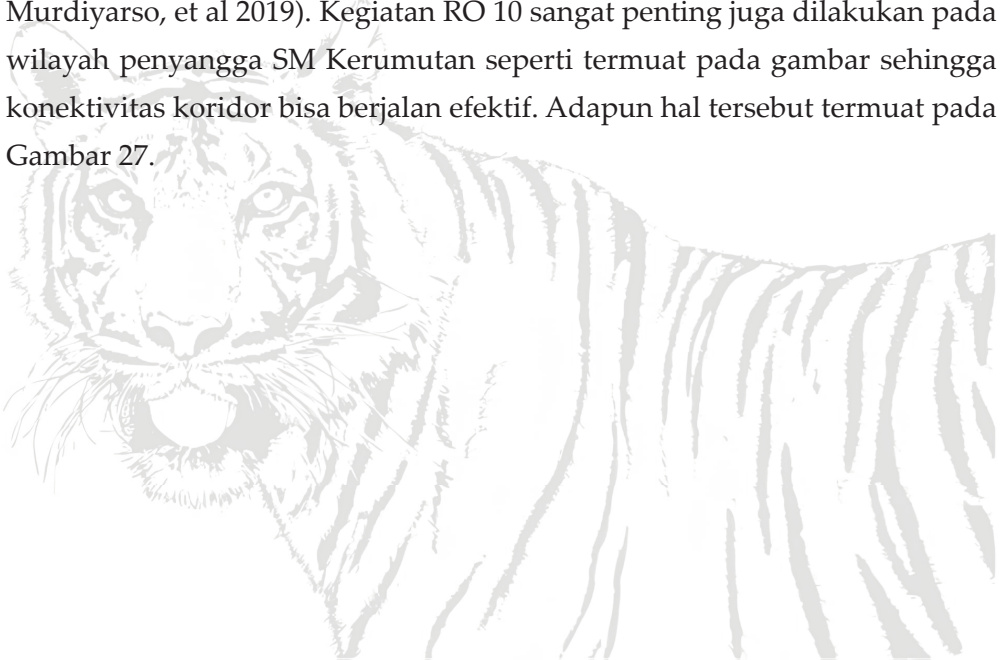 Murdiyarso, et al 2019). Kegiatan RO 10 sangat penting juga dilakukan pada
wilayah penyangga SM Kerumutan seperti termuat pada gambar sehingga
konektivitas koridor bisa berjalan efektif. Adapun hal tersebut termuat pada
Gambar 27.